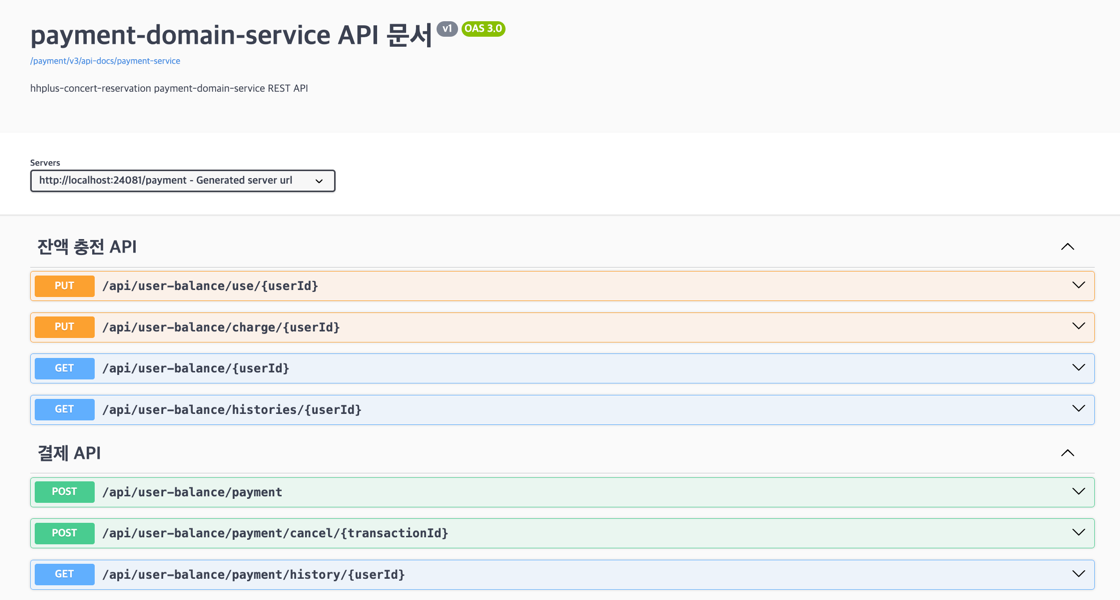 payment-domain-service API 문서 v1 OAS 3.0
/payment/v3/api-docs/payment-service
hhplus-concert-reservation payment-domain-service REST API
Servers
http://localhost:24081/payment - Generated server url
잔액 충전 API
PUT /api/user-balance/use/{userId}
PUT /api/user-balance/charge/{userId}
GET /api/user-balance/{userId}
GET /api/user-balance/histories/{userId}
결제 API
POST /api/user-balance/payment
POST /api/user-balance/payment/cancel/{transactionId}
GET /api/user-balance/payment/history/{userId}